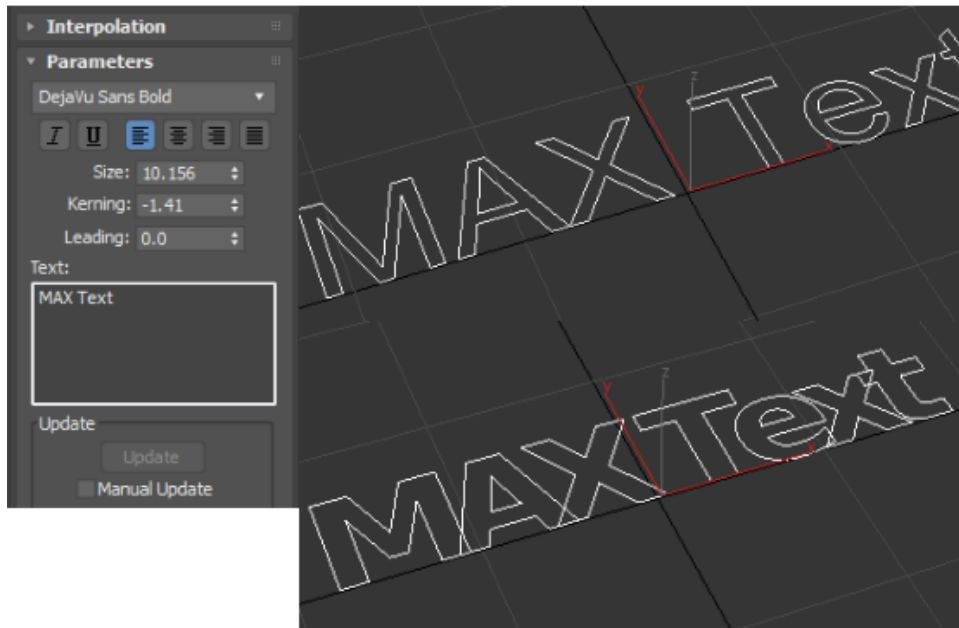 Interpolation
Parameters
DejaVu Sans Bold
I U
Size: 10.156
Kerning: -1.41
Leading: 0.0
Text:
MAX Text
Update
Update
Manual Update
MAX Text
y z x
MAX Text
y z x